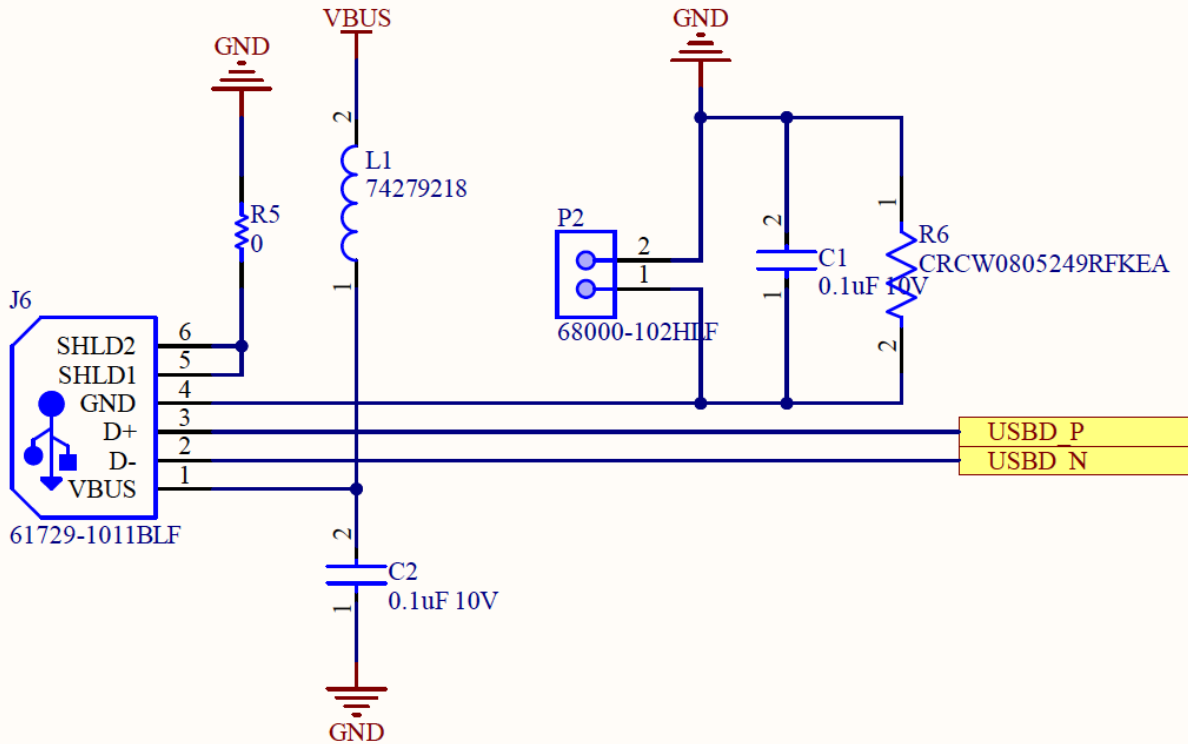 VBUS
GND
GND
2
L1
74279218
1
R5
0
P2
2
1
68000-102HLF
2
C1
0.1uF 10V
1
1
R6
CRCW0805249RFKEA
2
J6
SHLD2 6
SHLD1 5
GND 4
D+ 3
D- 2
VBUS 1
61729-1011BLF
USBD_P
USBD_N
2
C2
0.1uF 10V
1
GND